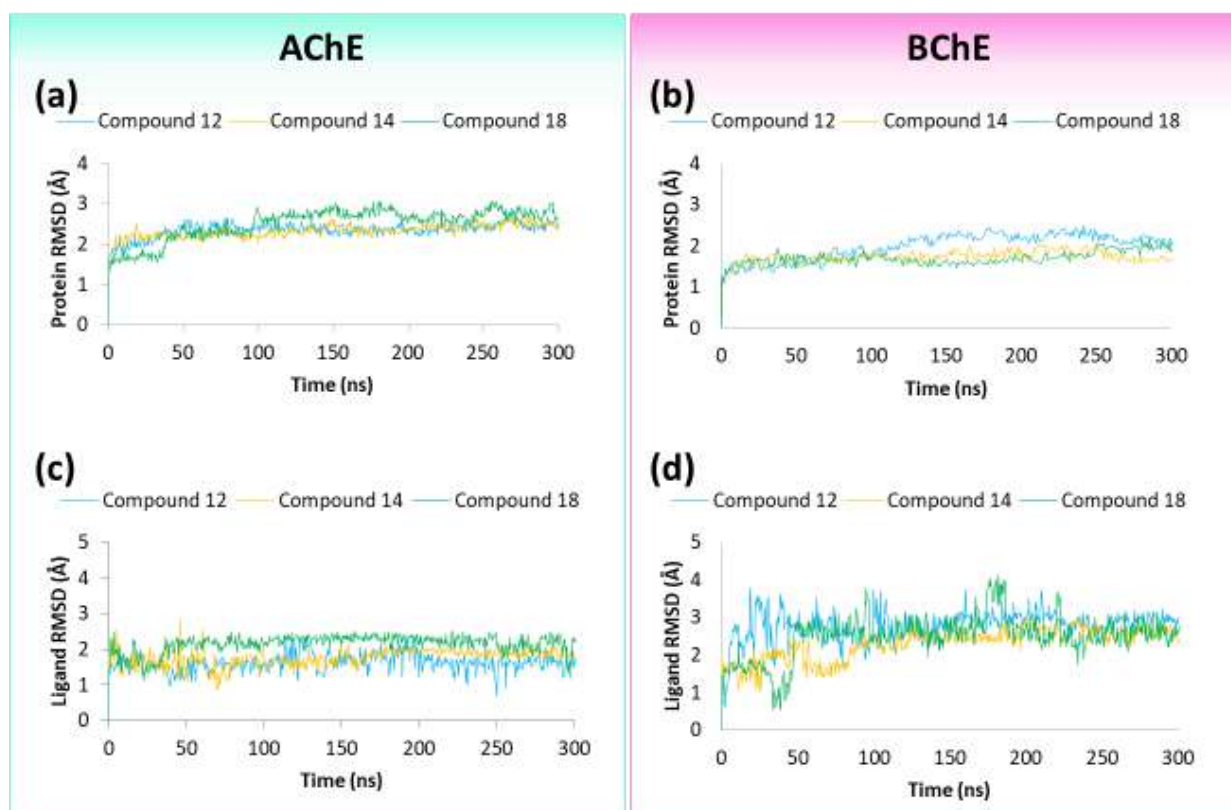 AChE
(a)
Compound 12 Compound 14 Compound 18
Protein RMSD (Å)
4
3
2
1
0
0 50 100 150 200 250 300
Time (ns)
(c)
Compound 12 Compound 14 Compound 18
Ligand RMSD (Å)
5
4
3
2
1
0
0 50 100 150 200 250 300
Time (ns)
BChE
(b)
Compound 12 Compound 14 Compound 18
Protein RMSD (Å)
4
3
2
1
0
0 50 100 150 200 250 300
Time (ns)
(d)
Compound 12 Compound 14 Compound 18
Ligand RMSD (Å)
5
4
3
2
1
0
0 50 100 150 200 250 300
Time (ns)